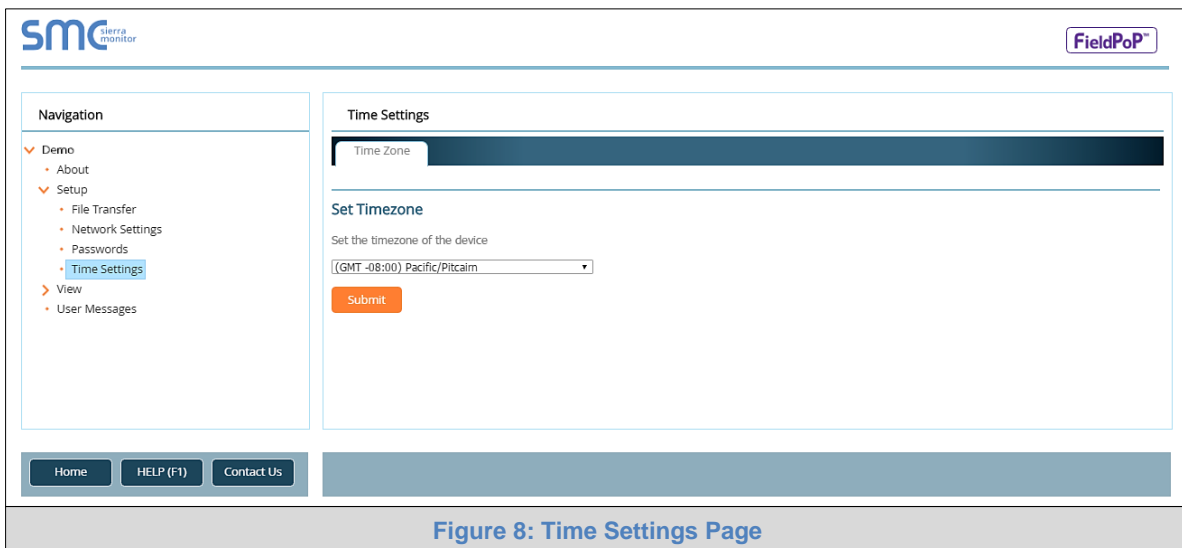 SMC sierra monitor
FieldPoP™
Navigation
Demo
About
Setup
File Transfer
Network Settings
Passwords
Time Settings
View
User Messages
Time Settings
Time Zone
Set Timezone
Set the timezone of the device
(GMT -08:00) Pacific/Pitcairn
Submit
Home
HELP (F1)
Contact Us
Figure 8: Time Settings Page